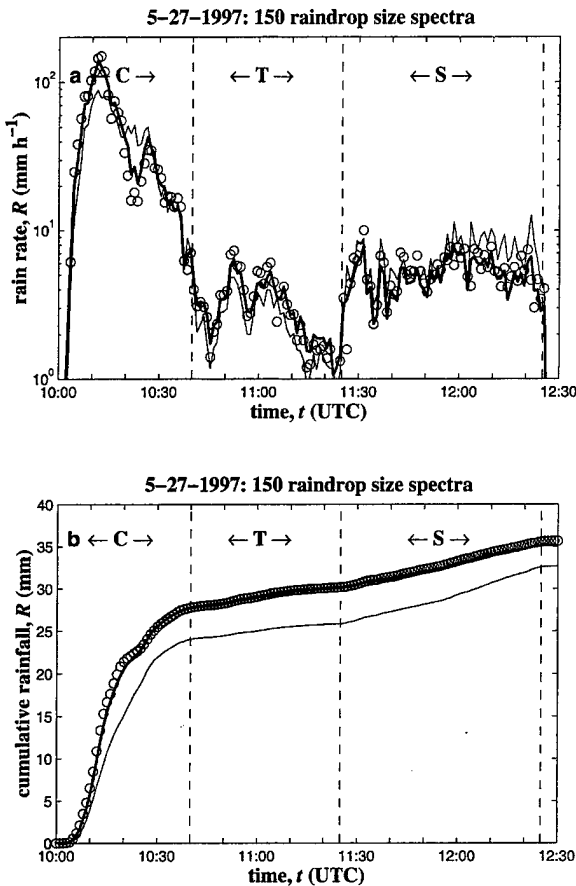 5–27–1997: 150 raindrop size spectra
a ← C →
← T →
← S →
rain rate, R (mm h⁻¹)
10²
10¹
10⁰
10:00 10:30 11:00 11:30 12:00 12:30
time, t (UTC)
5–27–1997: 150 raindrop size spectra
b ← C →
← T →
← S →
cumulative rainfall, R (mm)
40
35
30
25
20
15
10
5
0
10:00 10:30 11:00 11:30 12:00 12:30
time, t (UTC)